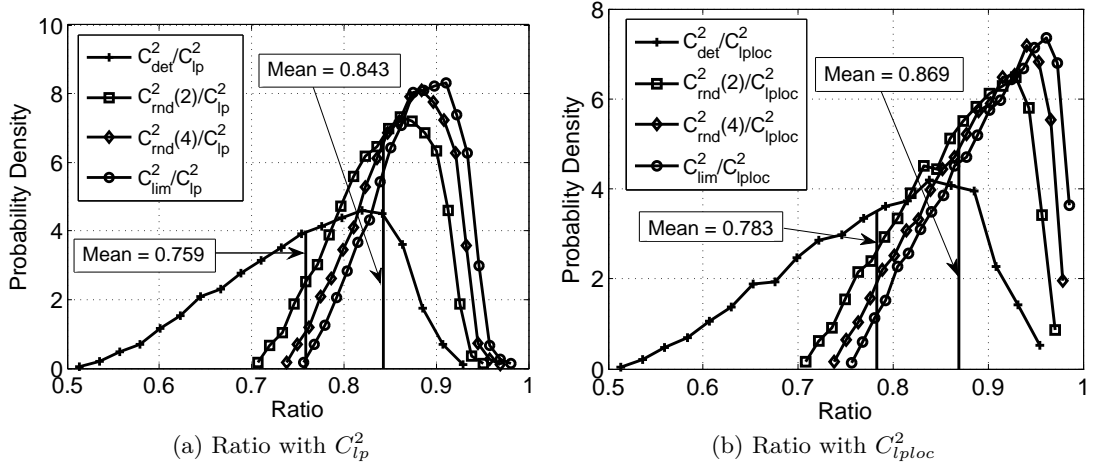 10
8
6
4
2
0
Probability Density
0.5
0.6
0.7
0.8
0.9
1
Ratio
C²det/C²lp
C²rnd(2)/C²lp
C²rnd(4)/C²lp
C²lim/C²lp
Mean = 0.843
Mean = 0.759
(a) Ratio with C²lp
8
6
4
2
0
Probablity Density
0.5
0.6
0.7
0.8
0.9
1
Ratio
C²det/C²lploc
C²rnd(2)/C²lploc
C²rnd(4)/C²lploc
C²lim/C²lploc
Mean = 0.869
Mean = 0.783
(b) Ratio with C²lploc